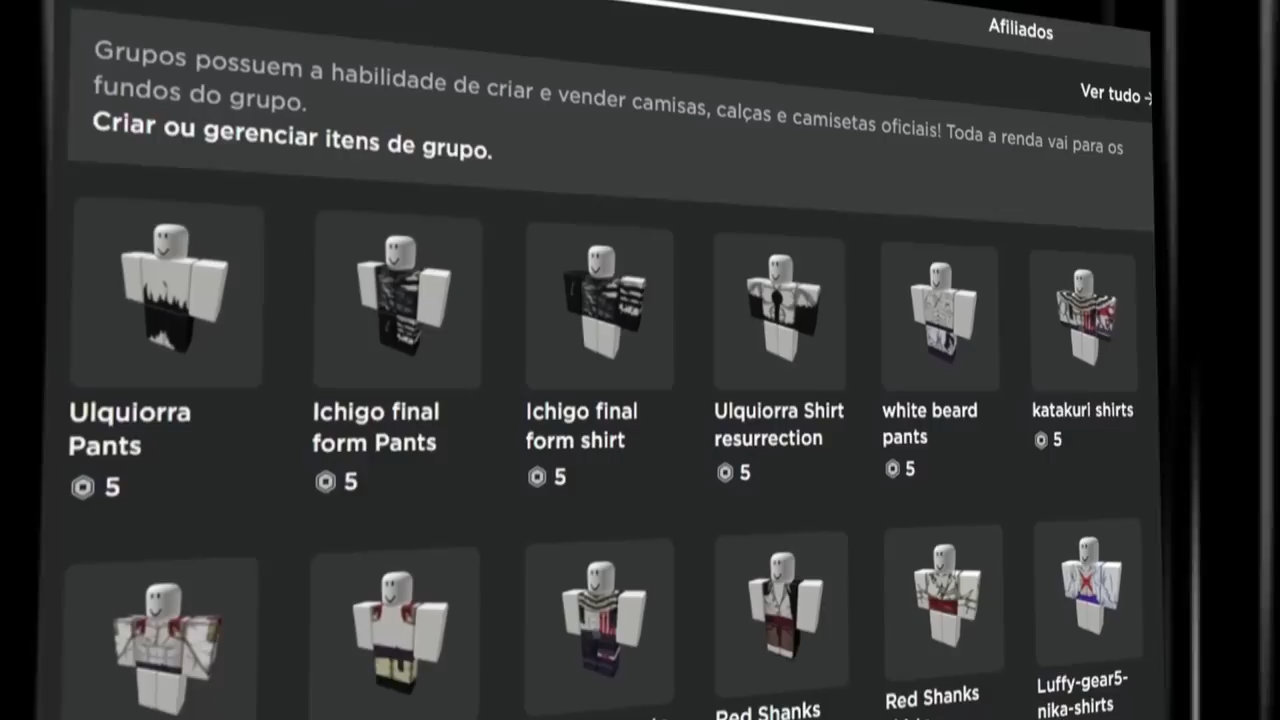 Afiliados
Ver tudo →
Grupos possuem a habilidade de criar e vender camisas, calças e camisetas oficiais! Toda a renda vai para os
fundos do grupo.
Criar ou gerenciar itens de grupo.
Ulquiorra
Pants
5
Ichigo final
form Pants
5
Ichigo final
form shirt
5
Ulquiorra Shirt
resurrection
5
white beard
pants
5
katakuri shirts
5
Red Shanks
Red Shanks
Luffy-gear5-
nika-shirts